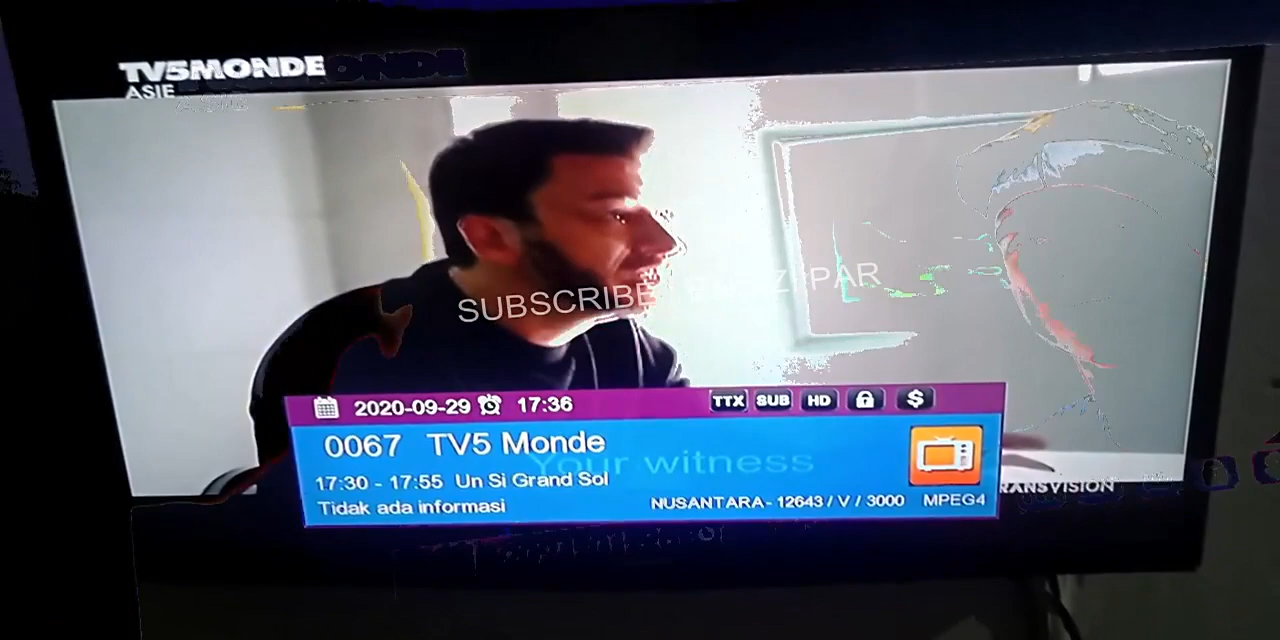 TV5MONDE
ASIE
SUBSCRIBE
2020-09-29 17:36
TTX SUB HD $
0067 TV5 Monde
Your witness
17:30 - 17:55 Un Si Grand Sol
Tidak ada informasi
NUSANTARA - 12643 / V / 3000 MPEG4
RANSVISION